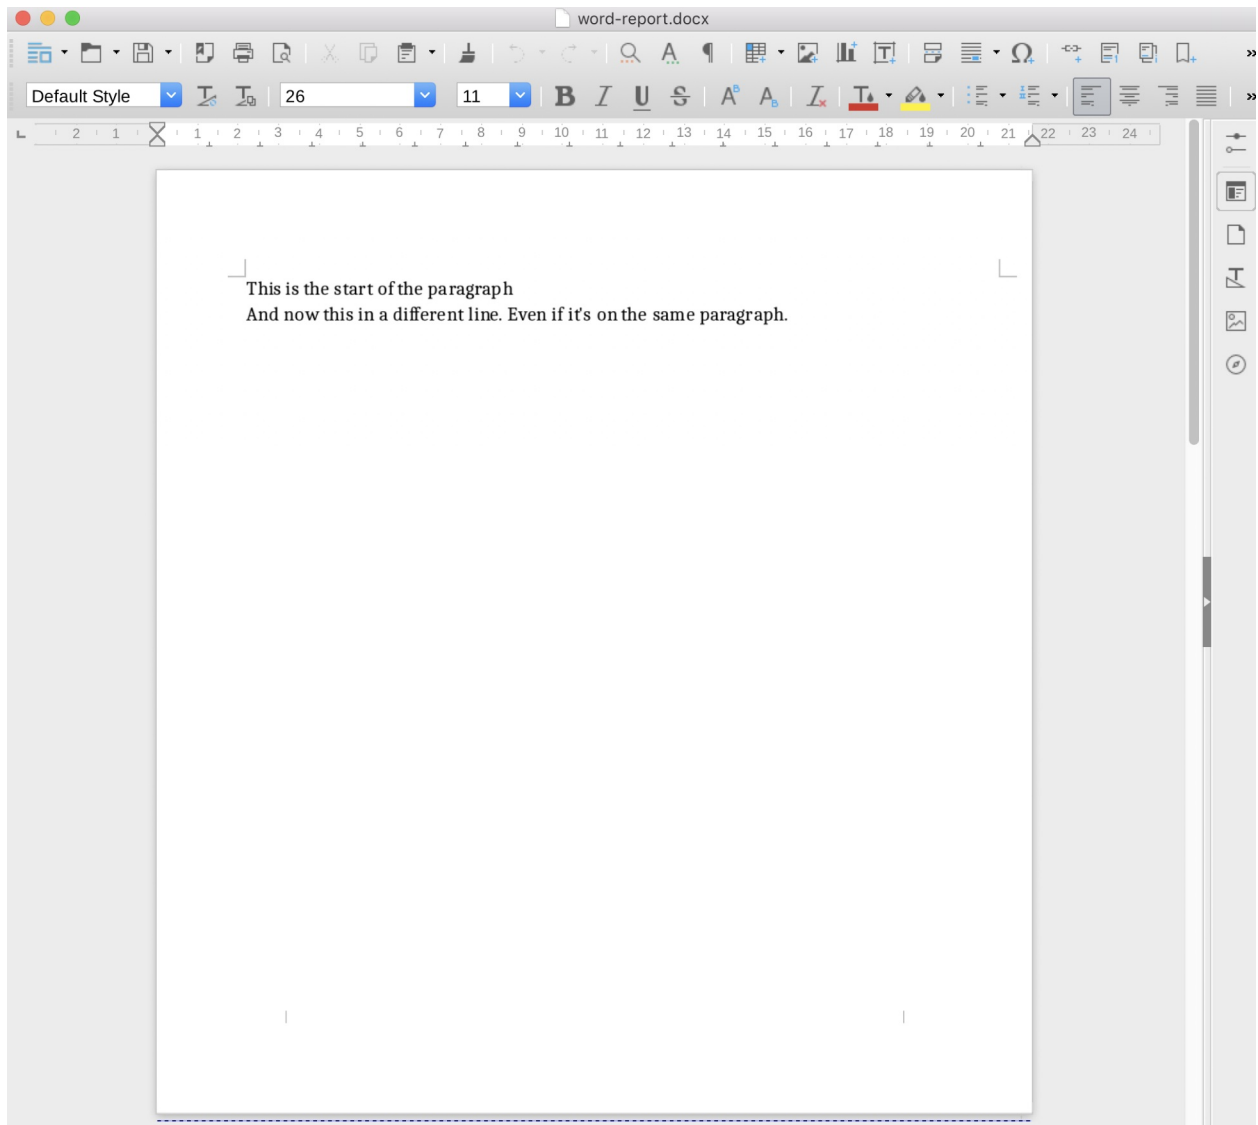 word-report.docx
Default Style 26 11
2 1 1 2 3 4 5 6 7 8 9 10 11 12 13 14 15 16 17 18 19 20 21 22 23 24
This is the start of the paragraph
And now this in a different line. Even if it's on the same paragraph.